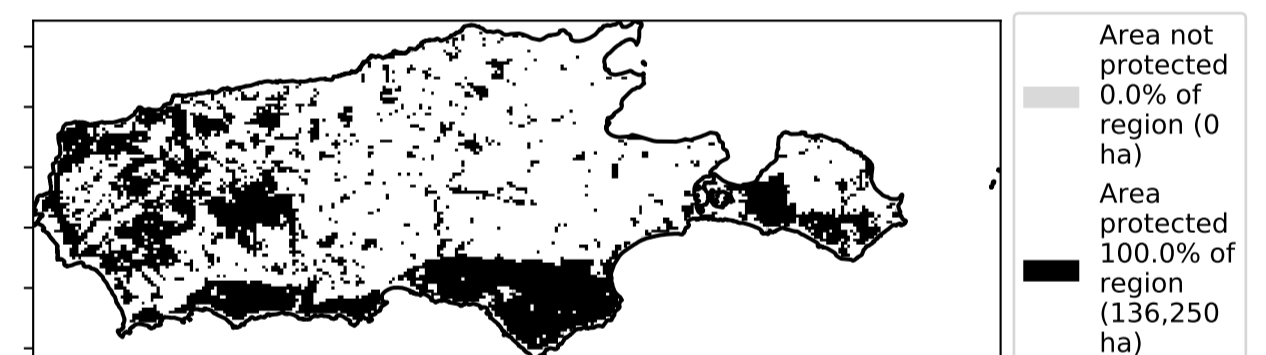 Area not
protected
0.0% of
region (0
ha)
Area
protected
100.0% of
region
(136,250
ha)